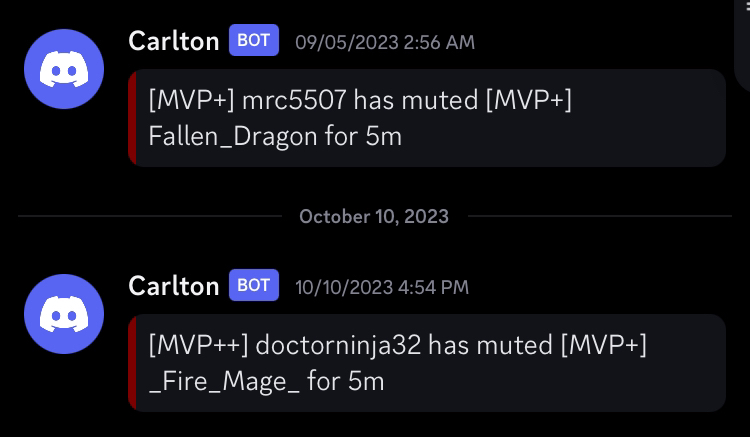 Carlton BOT 09/05/2023 2:56 AM
[MVP+] mrc5507 has muted [MVP+]
Fallen_Dragon for 5m
October 10, 2023
Carlton BOT 10/10/2023 4:54 PM
[MVP++] doctorninja32 has muted [MVP+]
_Fire_Mage_ for 5m